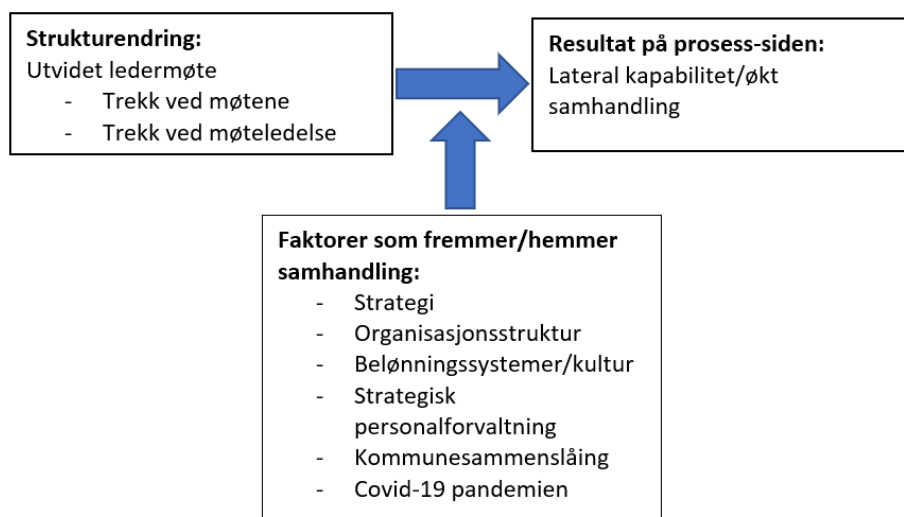 Strukturendring:
Utvidet ledermøte
- Trekk ved møtene
- Trekk ved møteledelse
Resultat på prosess-siden:
Lateral kapabilitet/økt
samhandling
Faktorer som fremmer/hemmer
samhandling:
- Strategi
- Organisasjonsstruktur
- Belønningssystemer/kultur
- Strategisk
personalforvaltning
- Kommunesammenslåing
- Covid-19 pandemien